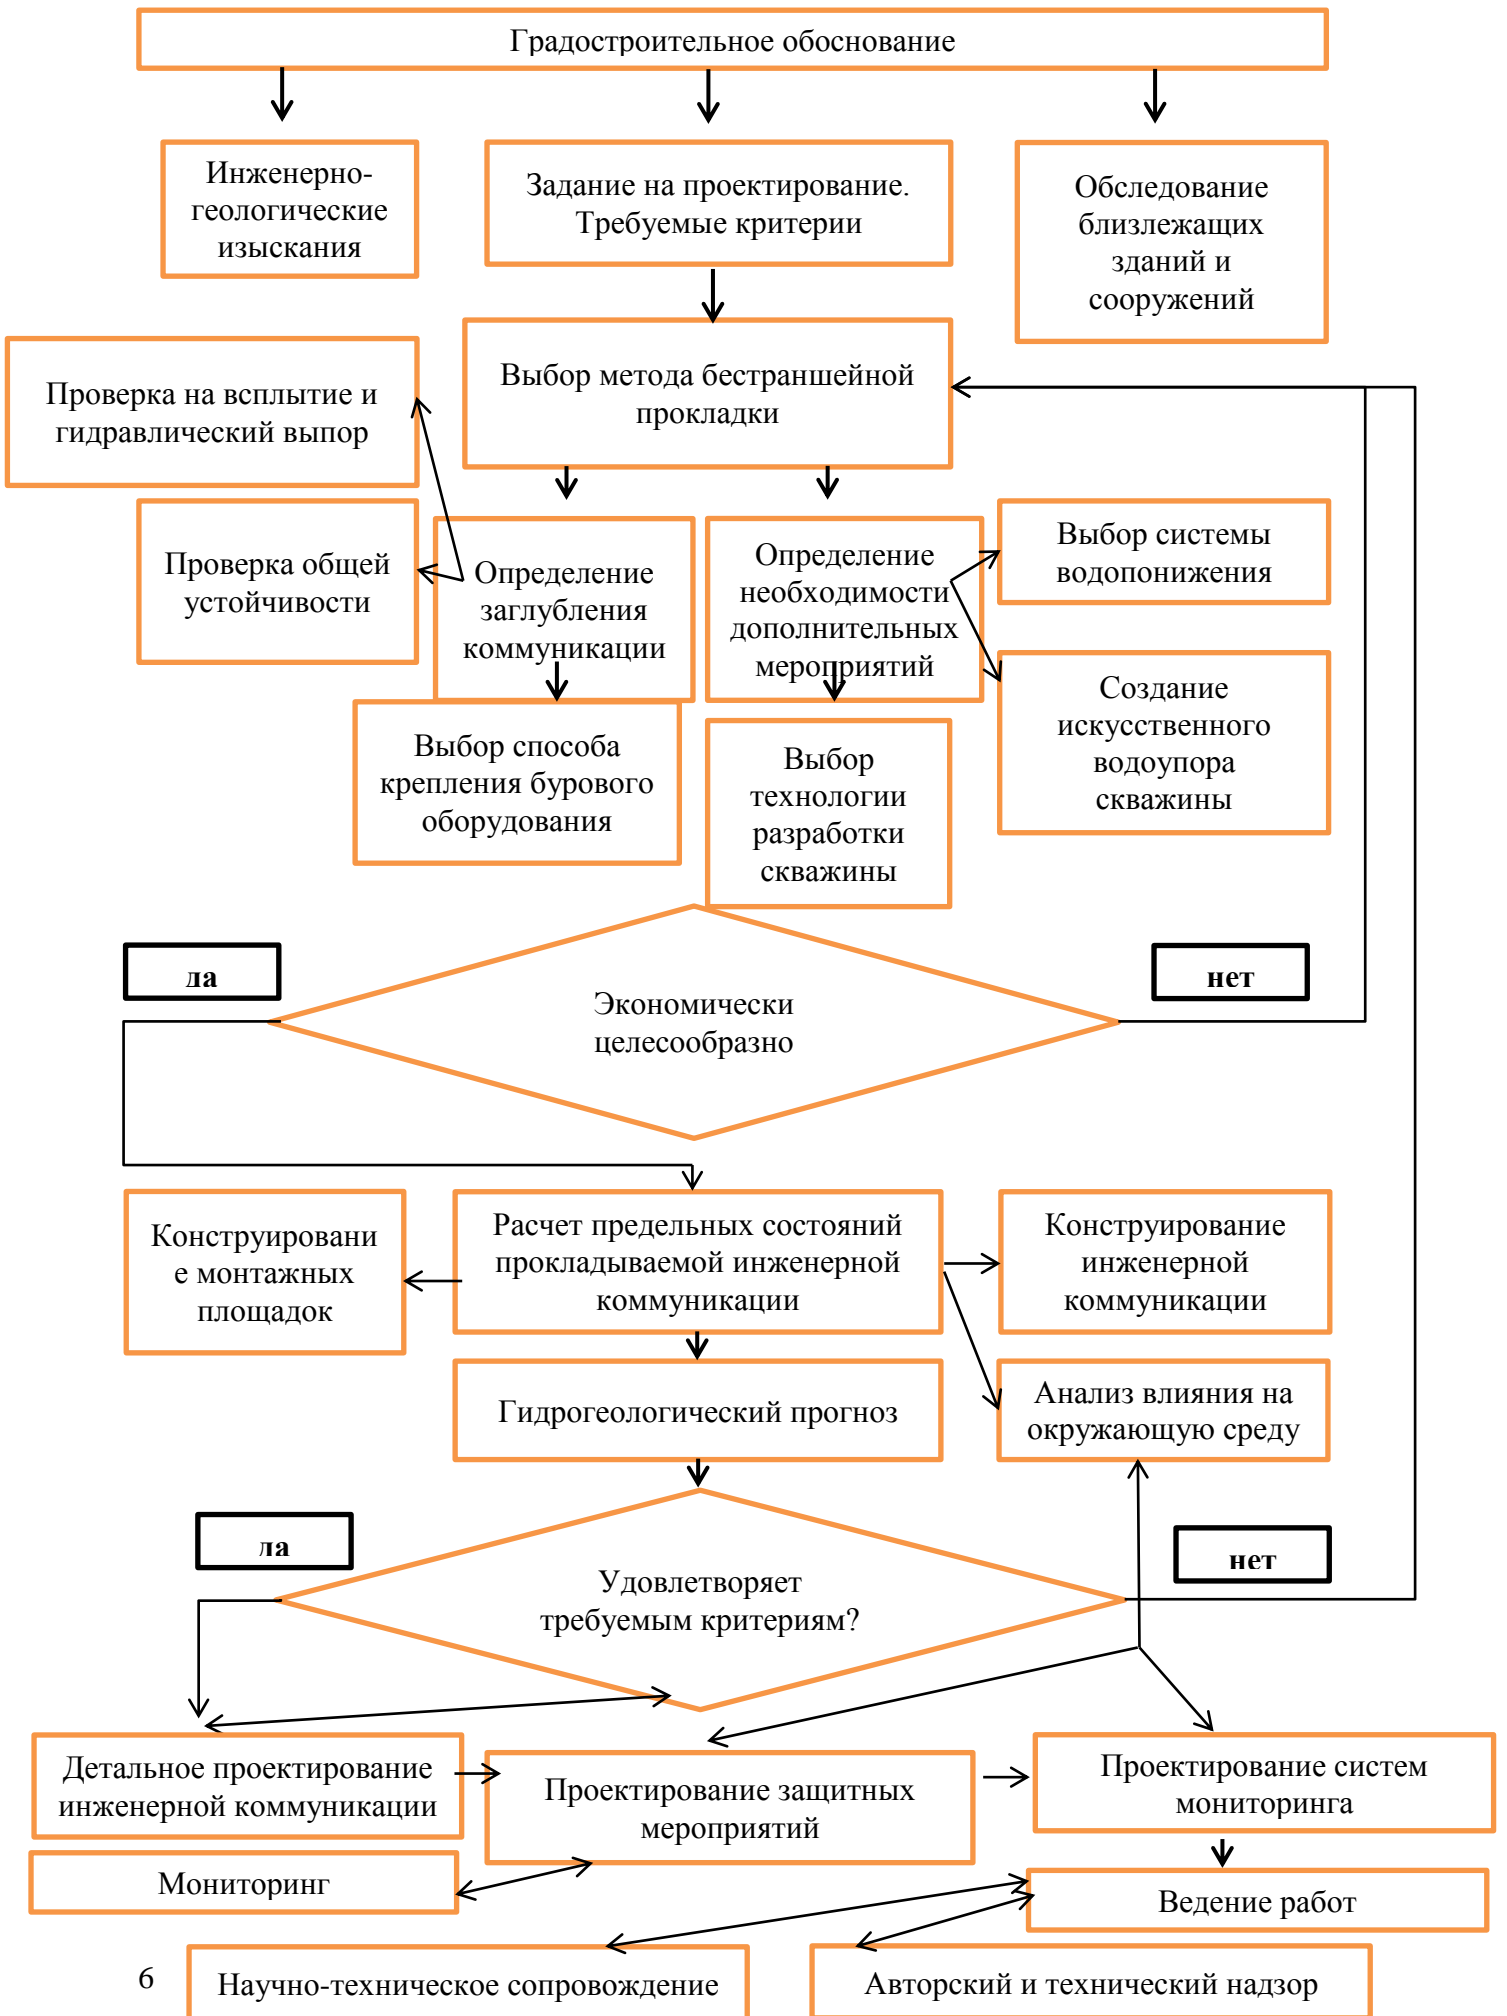 Градостроительное обоснование
Инженерно-
геологические
изыскания
Задание на проектирование.
Требуемые критерии
Обследование
близлежащих
зданий и
сооружений
Выбор метода бестраншейной
прокладки
Проверка на всплытие и
гидравлический выпор
Проверка общей
устойчивости
Определение
заглубления
коммуникации
Определение
необходимости
дополнительных
мероприятий
Выбор системы
водопонижения
Создание
искусственного
водоупора
скважины
Выбор способа
крепления бурового
оборудования
Выбор
технологии
разработки
скважины
да
нет
Экономически
целесообразно
Конструировани
е монтажных
площадок
Расчет предельных состояний
прокладываемой инженерной
коммуникации
Конструирование
инженерной
коммуникации
Гидрогеологический прогноз
Анализ влияния на
окружающую среду
да
нет
Удовлетворяет
требуемым критериям?
Детальное проектирование
инженерной коммуникации
Проектирование защитных
мероприятий
Проектирование систем
мониторинга
Мониторинг
Ведение работ
6
Научно-техническое сопровождение
Авторский и технический надзор